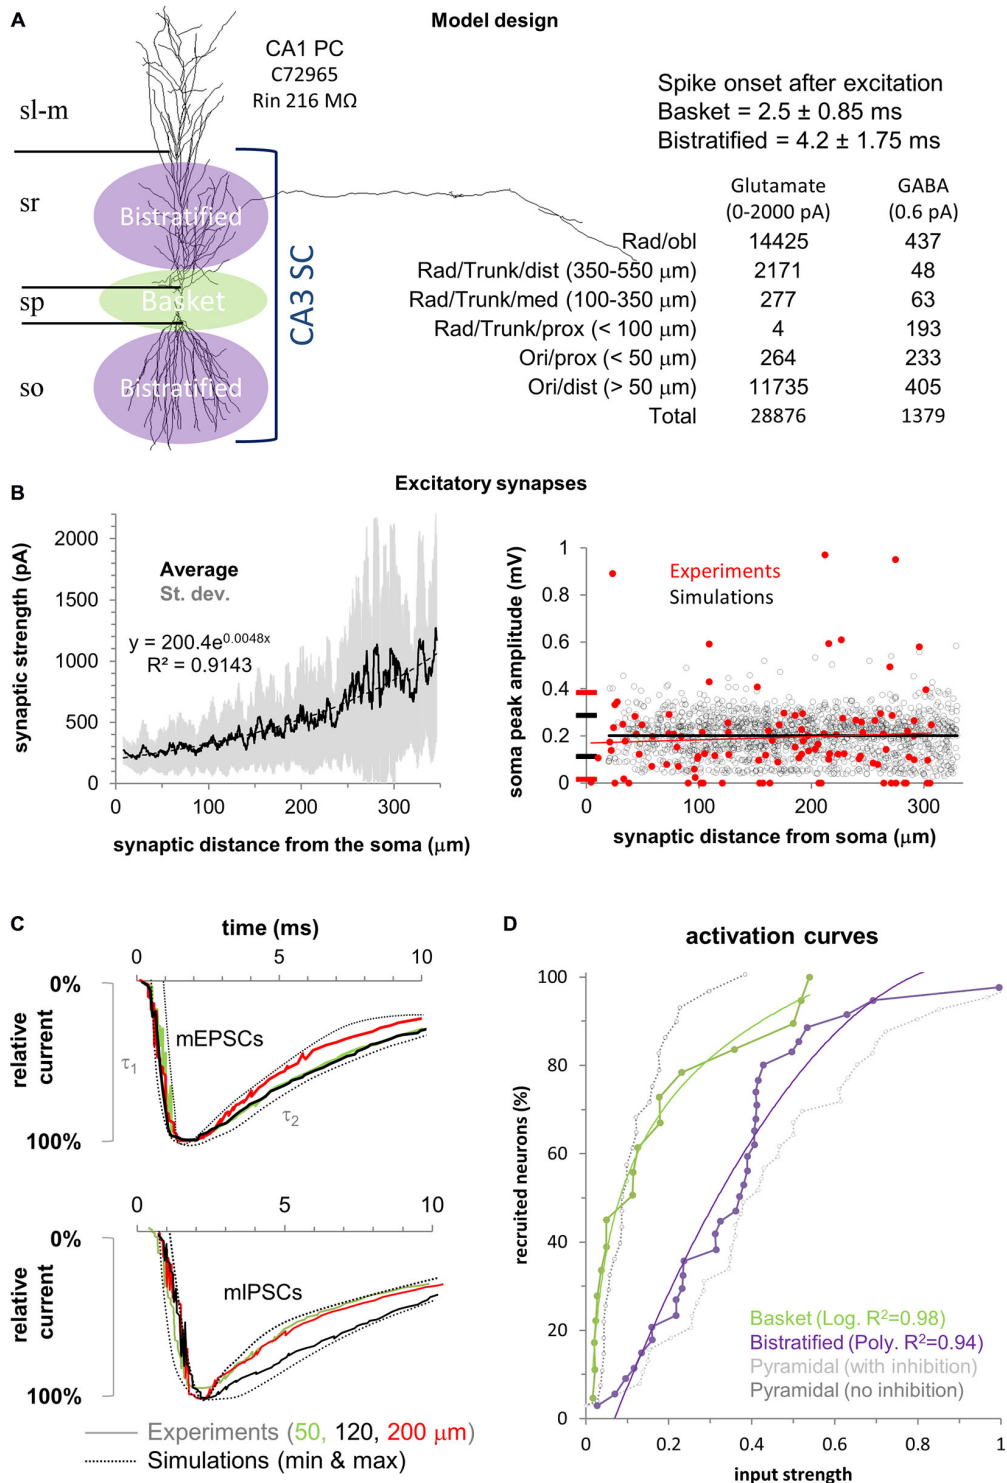 A
Model design
CA1 PC
C72965
Rin 216 MΩ
sl-m
sr
sp
so
Bistratified
Basket
Bistratified
CA3 SC
Spike onset after excitation
Basket = 2.5 ± 0.85 ms
Bistratified = 4.2 ± 1.75 ms
Glutamate GABA
(0-2000 pA) (0.6 pA)
Rad/obl 14425 437
Rad/Trunk/dist (350-550 μm) 2171 48
Rad/Trunk/med (100-350 μm) 277 63
Rad/Trunk/prox (< 100 μm) 4 193
Ori/prox (< 50 μm) 264 233
Ori/dist (> 50 μm) 11735 405
Total 28876 1379
B
Excitatory synapses
synaptic strength (pA)
2000
1500
1000
500
0
Average
St. dev.
y = 200.4e^0.0048x
R² = 0.9143
0 100 200 300
synaptic distance from the soma (μm)
soma peak amplitude (mV)
1
0.8
0.6
0.4
0.2
0
Experiments
Simulations
0 100 200 300
synaptic distance from soma (μm)
C
time (ms)
0 5 10
0%
relative current
100%
τ1
mEPSCs
τ2
0 5 10
0%
relative current
100%
mIPSCs
Experiments (50, 120, 200 μm)
Simulations (min & max)
D
activation curves
recruited neurons (%)
100
80
60
40
20
0
Basket (Log. R²=0.98)
Bistratified (Poly. R²=0.94)
Pyramidal (with inhibition)
Pyramidal (no inhibition)
0 0.2 0.4 0.6 0.8 1
input strength